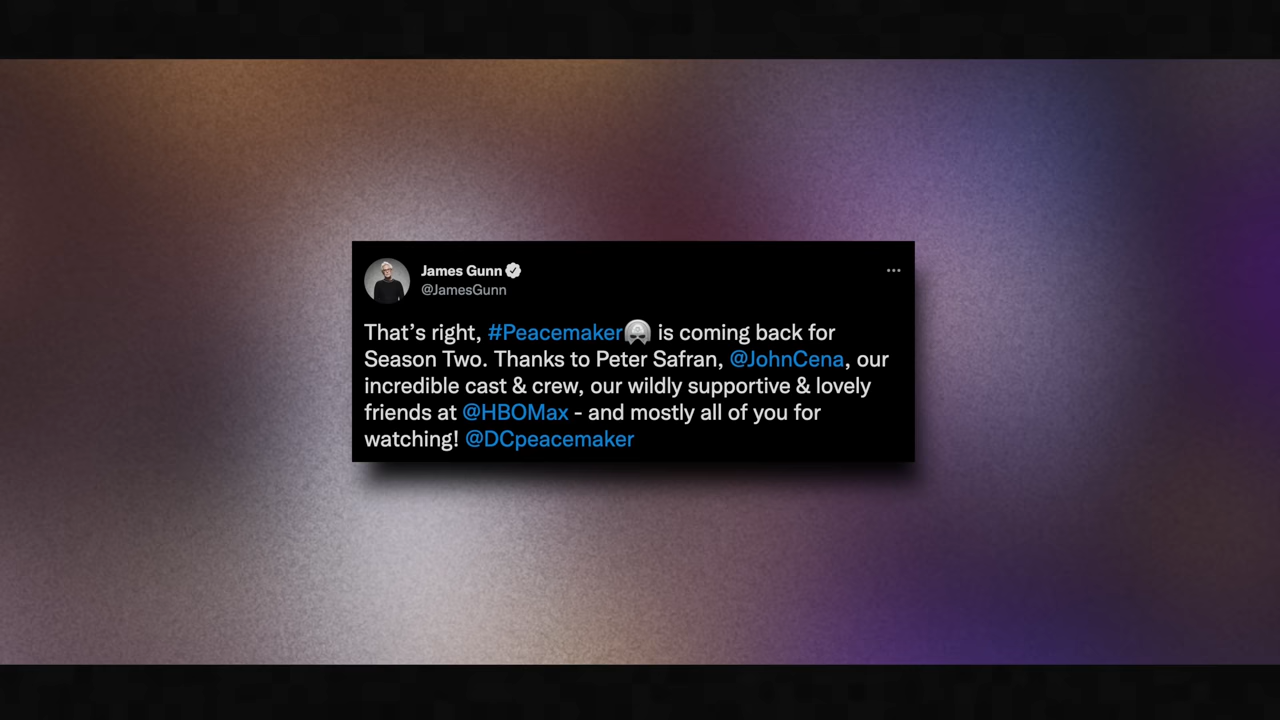 James Gunn
@JamesGunn
That’s right, #Peacemaker is coming back for
Season Two. Thanks to Peter Safran, @JohnCena, our
incredible cast & crew, our wildly supportive & lovely
friends at @HBOMax - and mostly all of you for
watching! @DCpeacemaker